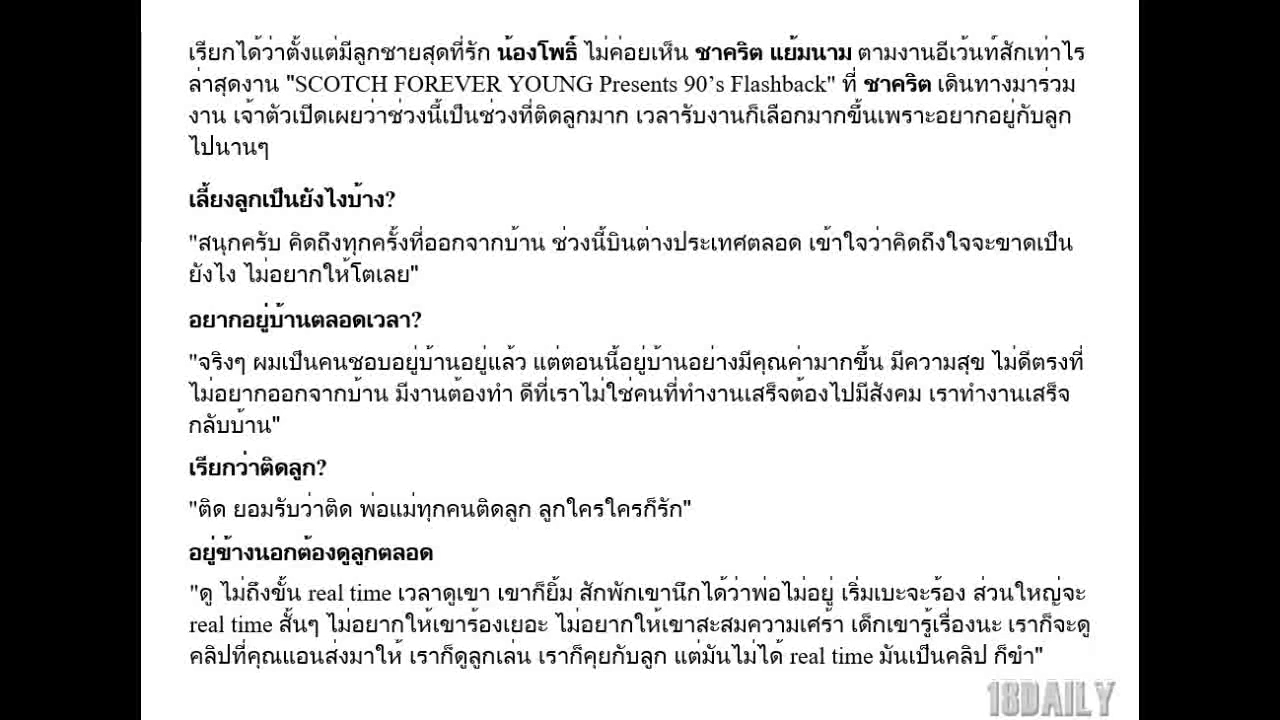 เรียกได้ว่าตั้งแต่มีลูกชายสุดที่รัก น้องโพธิ์ ไม่ค่อยเห็น ชาคริต แย้มนาม ตามงานอีเว้นท์สักเท่าไร
ล่าสุดงาน "SCOTCH FOREVER YOUNG Presents 90’s Flashback" ที่ ชาคริต เดินทางมาร่วม
งาน เจ้าตัวเปิดเผยว่าช่วงนี้เป็นช่วงที่ติดลูกมาก เวลารับงานก็เลือกมากขึ้นเพราะอยากอยู่กับลูก
ไปนานๆ
เลี้ยงลูกเป็นยังไงบ้าง?
"สนุกครับ คิดถึงทุกครั้งที่ออกจากบ้าน ช่วงนี้บินต่างประเทศตลอด เข้าใจว่าคิดถึงใจจะขาดเป็น
ยังไง ไม่อยากให้โตเลย"
อยากอยู่บ้านตลอดเวลา?
"จริงๆ ผมเป็นคนชอบอยู่บ้านอยู่แล้ว แต่ตอนนี้อยู่บ้านอย่างมีคุณค่ามากขึ้น มีความสุข ไม่ดีตรงที่
ไม่อยากออกจากบ้าน มีงานต้องทำ ดีที่เราไม่ใช่คนที่ทำงานเสร็จต้องไปมีสังคม เราทำงานเสร็จ
กลับบ้าน"
เรียกว่าติดลูก?
"ติด ยอมรับว่าติด พ่อแม่ทุกคนติดลูก ลูกใครใครก็รัก"
อยู่ข้างนอกต้องดูลูกตลอด
"ดู ไม่ถึงขั้น real time เวลาดูเขา เขาก็ยิ้ม สักพักเขานึกได้ว่าพ่อไม่อยู่ เริ่มเบะจะร้อง ส่วนใหญ่จะ
real time สั้นๆ ไม่อยากให้เขาร้องเยอะ ไม่อยากให้เขาสะสมความเศร้า เด็กเขารู้เรื่องนะ เราก็จะดู
คลิปที่คุณแอนส่งมาให้ เราก็ดูลูกเล่น เราก็คุยกับลูก แต่มันไม่ได้ real time มันเป็นคลิป ก็ขำ"
18DAILY